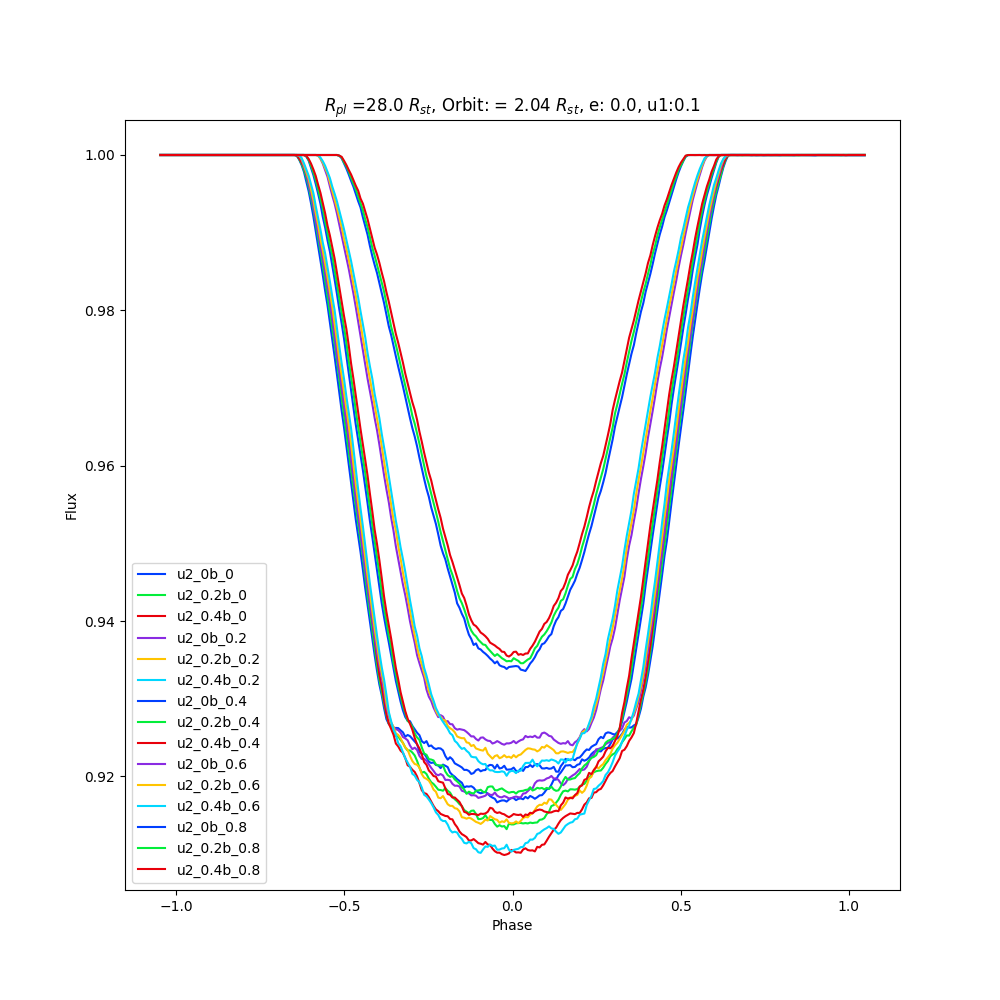 R_pl =28.0 R_st, Orbit: = 2.04 R_st, e: 0.0, u1:0.1
1.00
0.98
0.96
0.94
0.92
Flux
u2_0b_0
u2_0.2b_0
u2_0.4b_0
u2_0b_0.2
u2_0.2b_0.2
u2_0.4b_0.2
u2_0b_0.4
u2_0.2b_0.4
u2_0.4b_0.4
u2_0b_0.6
u2_0.2b_0.6
u2_0.4b_0.6
u2_0b_0.8
u2_0.2b_0.8
u2_0.4b_0.8
−1.0 −0.5 0.0 0.5 1.0
Phase